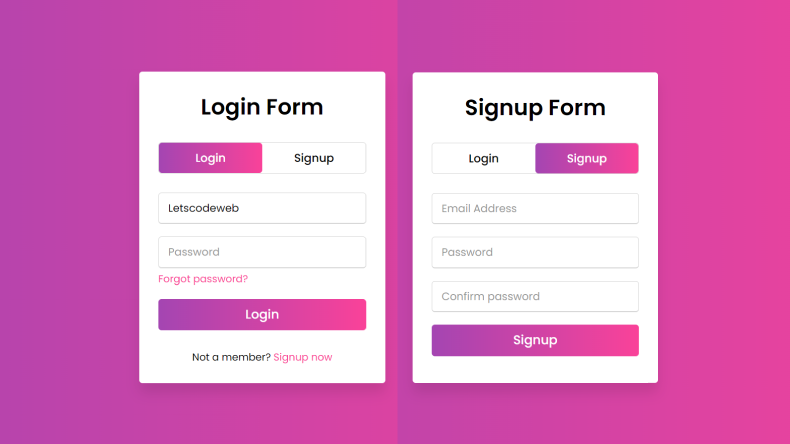 Login Form
Login Signup
Letscodeweb
Password
Forgot password?
Login
Not a member? Signup now
Signup Form
Login Signup
Email Address
Password
Confirm password
Signup